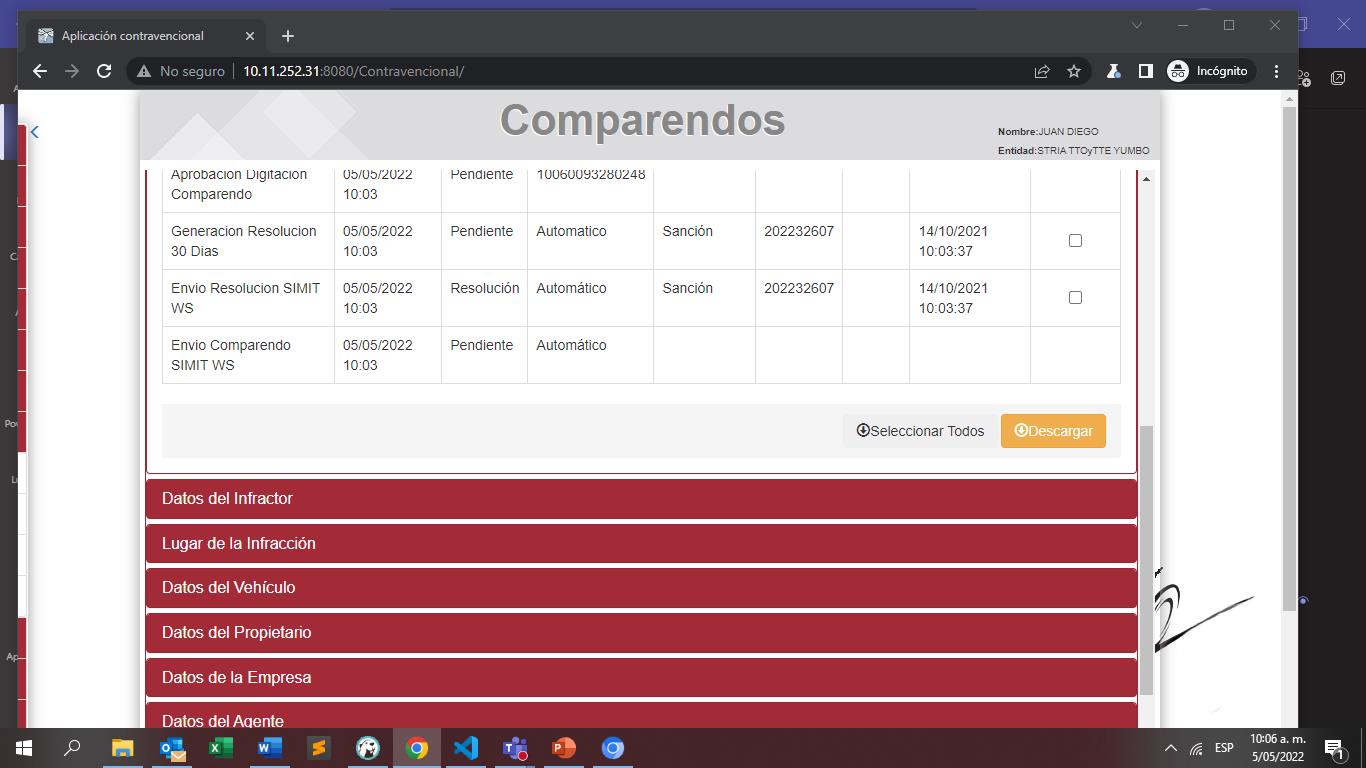 Aplicación contravencional
No seguro
10.11.252.31:8080/Contravencional/
Incógnito
Comparendos
Nombre:JUAN DIEGO
Entidad:STRIA TTOyTTE YUMBO
Aprobacion Digitacion Comparendo 05/05/2022 10:03 Pendiente 10060093280248
Generacion Resolucion 30 Dias 05/05/2022 10:03 Pendiente Automatico Sanción 202232607 14/10/2021 10:03:37
Envio Resolucion SIMIT WS 05/05/2022 10:03 Resolución Automático Sanción 202232607 14/10/2021 10:03:37
Envio Comparendo SIMIT WS 05/05/2022 10:03 Pendiente Automático
Seleccionar Todos
Descargar
Datos del Infractor
Lugar de la Infracción
Datos del Vehículo
Datos del Propietario
Datos de la Empresa
Datos del Agente
ESP
10:06 a. m.
5/05/2022
1